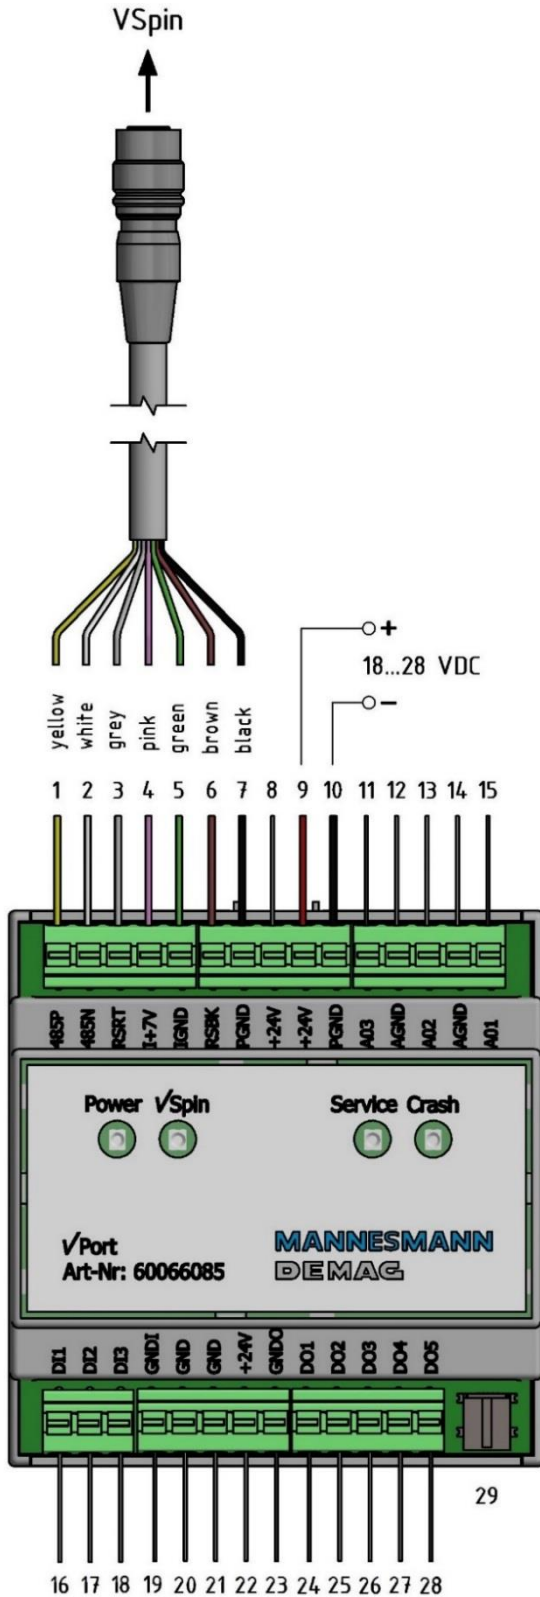 VSpin
+
18...28 VDC
−
yellow white grey pink green brown black
1 2 3 4 5 6 7 8 9 10 11 12 13 14 15
485P 485N RSRT I+7V IGND RSBK PGND +24V +24V PGND AO3 AGND AO2 AGND AO1
Power √Spin Service Crash
√Port MANNESMANN
Art-Nr: 60066085 DEMAG
DI1 DI2 DI3 GNDI GND GND +24V GNDO DO1 DO2 DO3 DO4 DO5
29
16 17 18 19 20 21 22 23 24 25 26 27 28